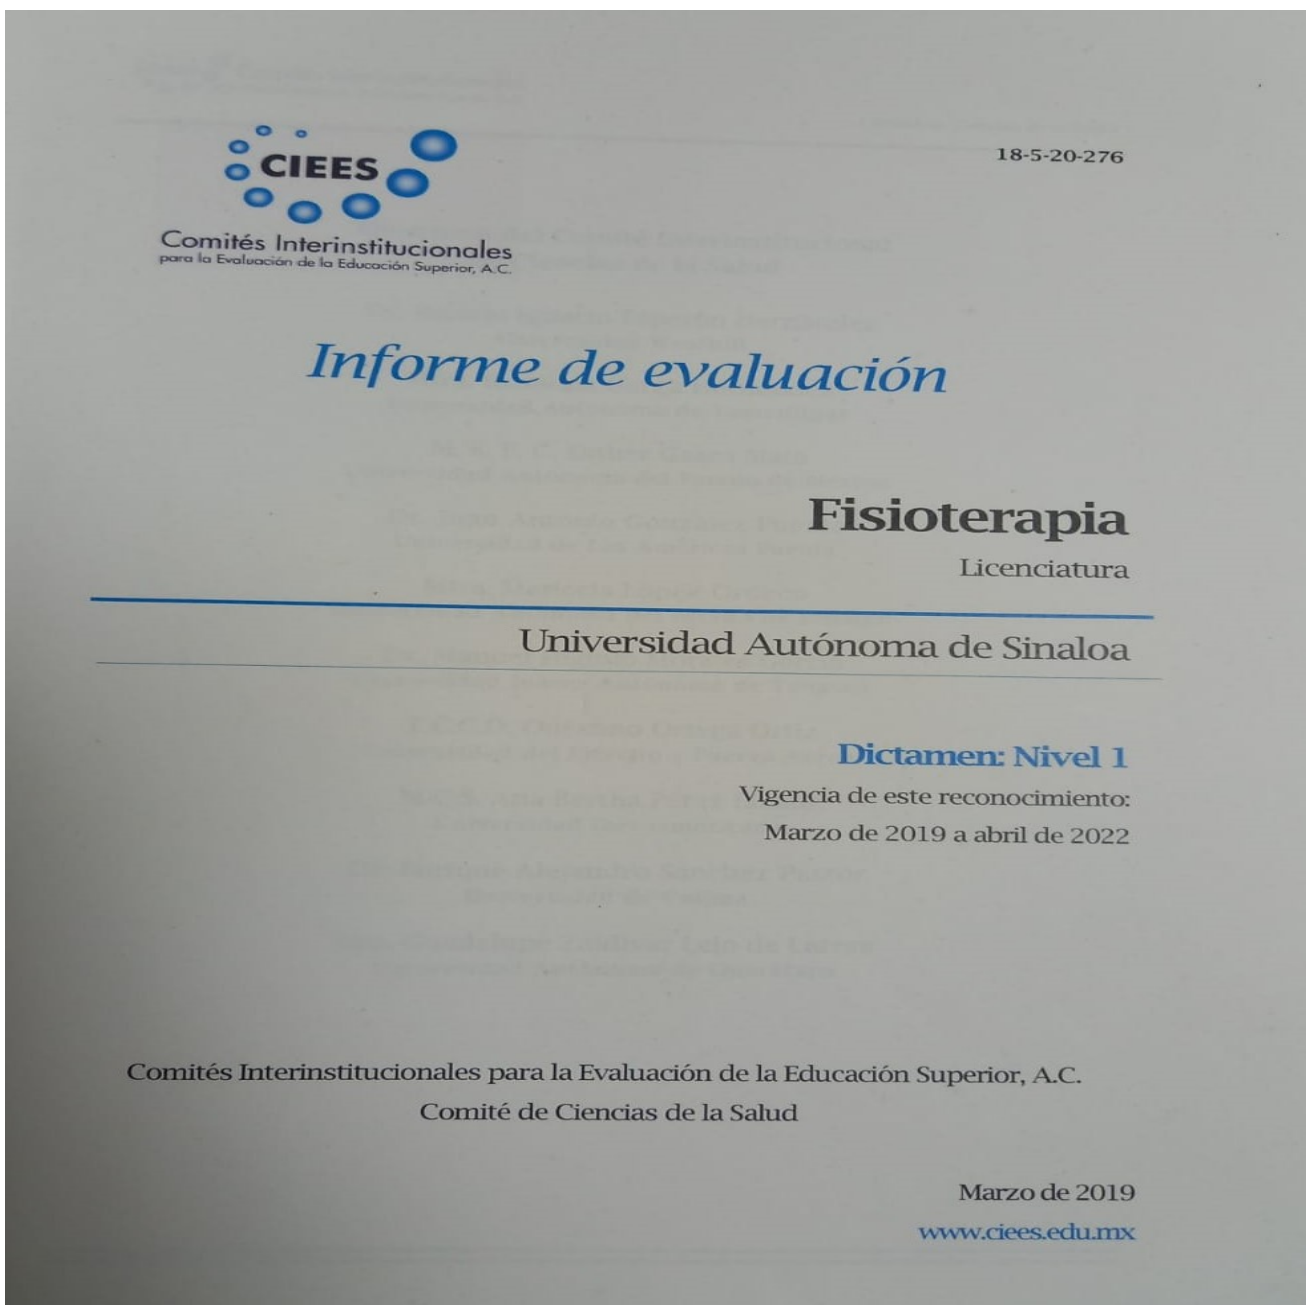 CIEES
Comités Interinstitucionales
para la Evaluación de la Educación Superior, A.C.
18-5-20-276
Informe de evaluación
Fisioterapia
Licenciatura
Universidad Autónoma de Sinaloa
Dictamen: Nivel 1
Vigencia de este reconocimiento:
Marzo de 2019 a abril de 2022
Comités Interinstitucionales para la Evaluación de la Educación Superior, A.C.
Comité de Ciencias de la Salud
Marzo de 2019
www.ciees.edu.mx